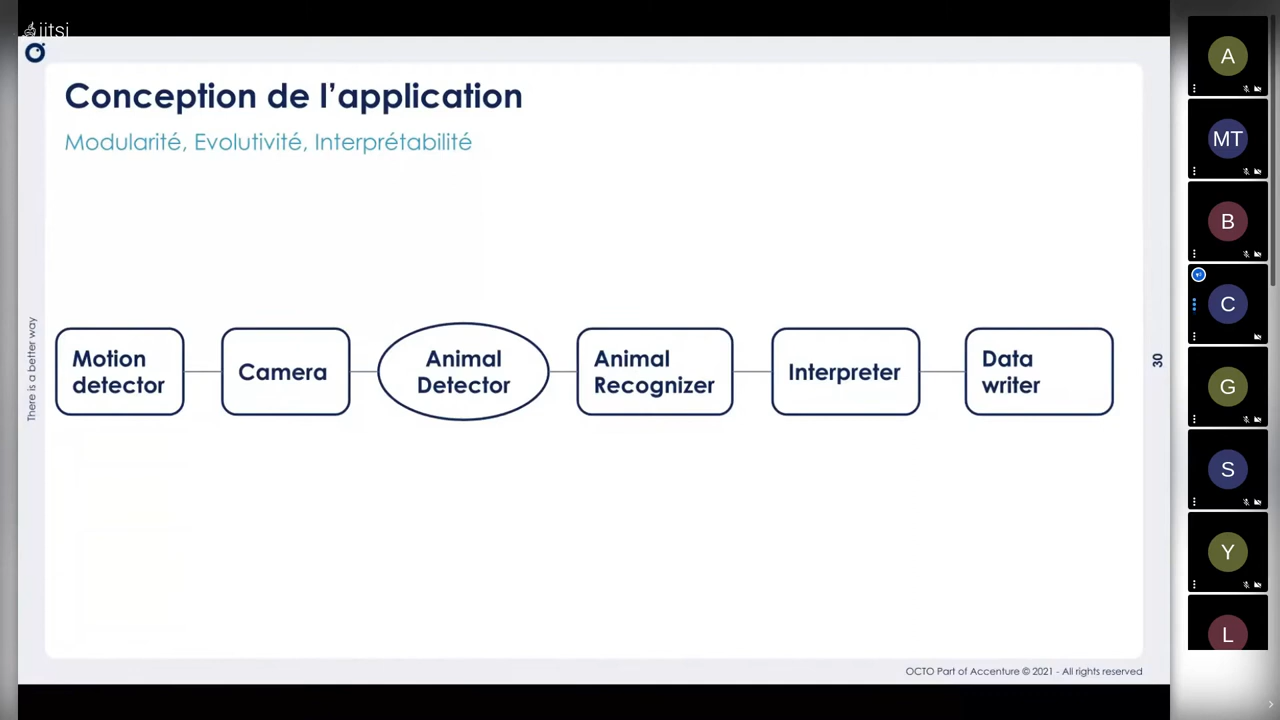 jitsi
Conception de l'application
Modularité, Evolutivité, Interprétabilité
There is a better way
Motion
detector
Camera
Animal
Detector
Animal
Recognizer
Interpreter
Data
writer
30
OCTO Part of Accenture © 2021 - All rights reserved
A
MT
B
C
G
S
Y
L